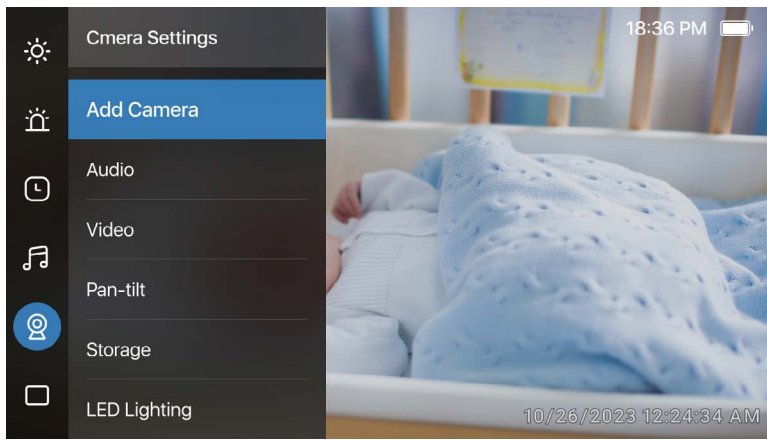 Cmera Settings
18:36 PM
Add Camera
Audio
Video
Pan-tilt
Storage
LED Lighting
10/26/2023 12:24:34 AM